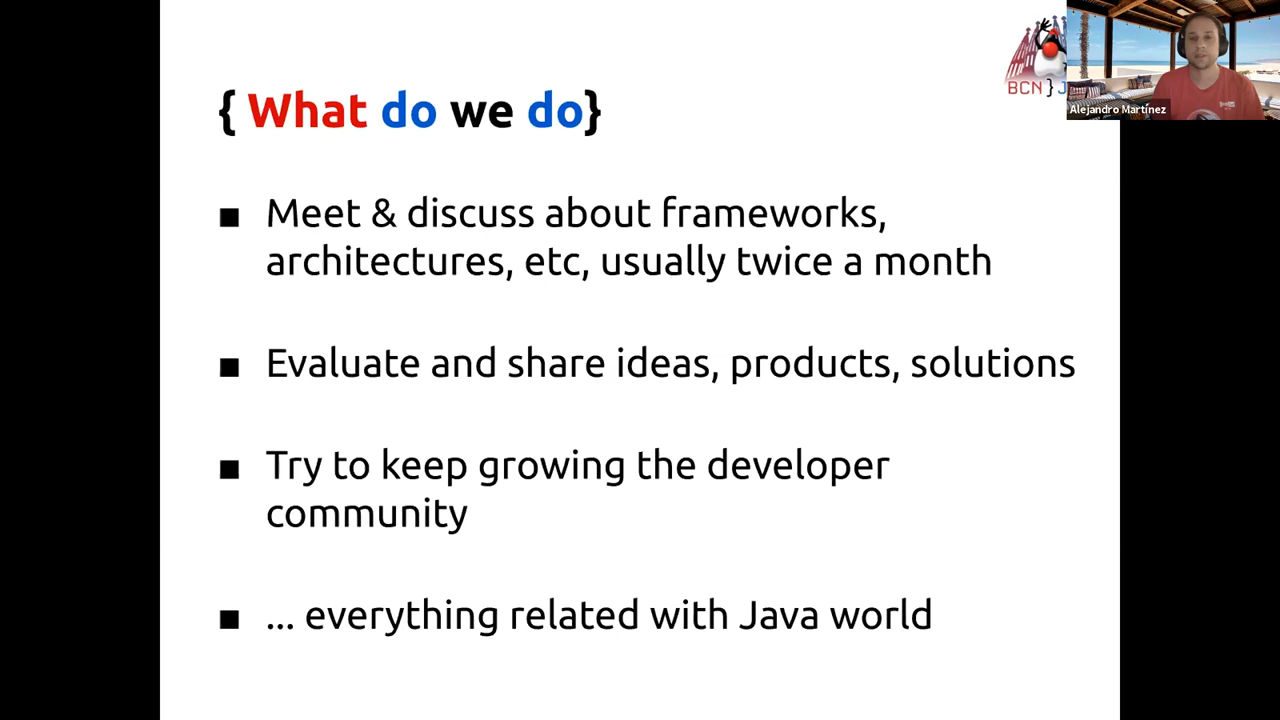 { What do we do}
BCN } J
Alejandro Martínez
■ Meet & discuss about frameworks,
architectures, etc, usually twice a month
■ Evaluate and share ideas, products, solutions
■ Try to keep growing the developer
community
■ ... everything related with Java world